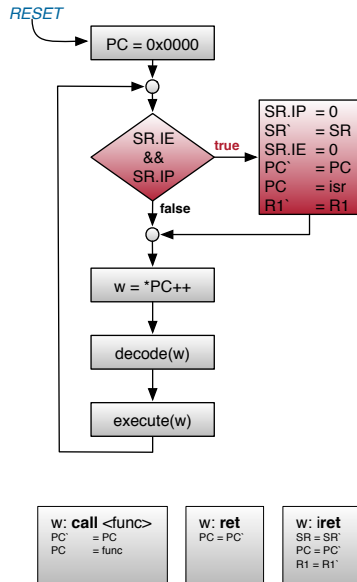 RESET
PC = 0x0000
SR.IE
&&
SR.IP
true
false
SR.IP = 0
SR` = SR
SR.IE = 0
PC` = PC
PC = isr
R1` = R1
w = *PC++
decode(w)
execute(w)
w: call <func>
PC` = PC
PC = func
w: ret
PC = PC`
w: iret
SR = SR`
PC = PC`
R1 = R1`